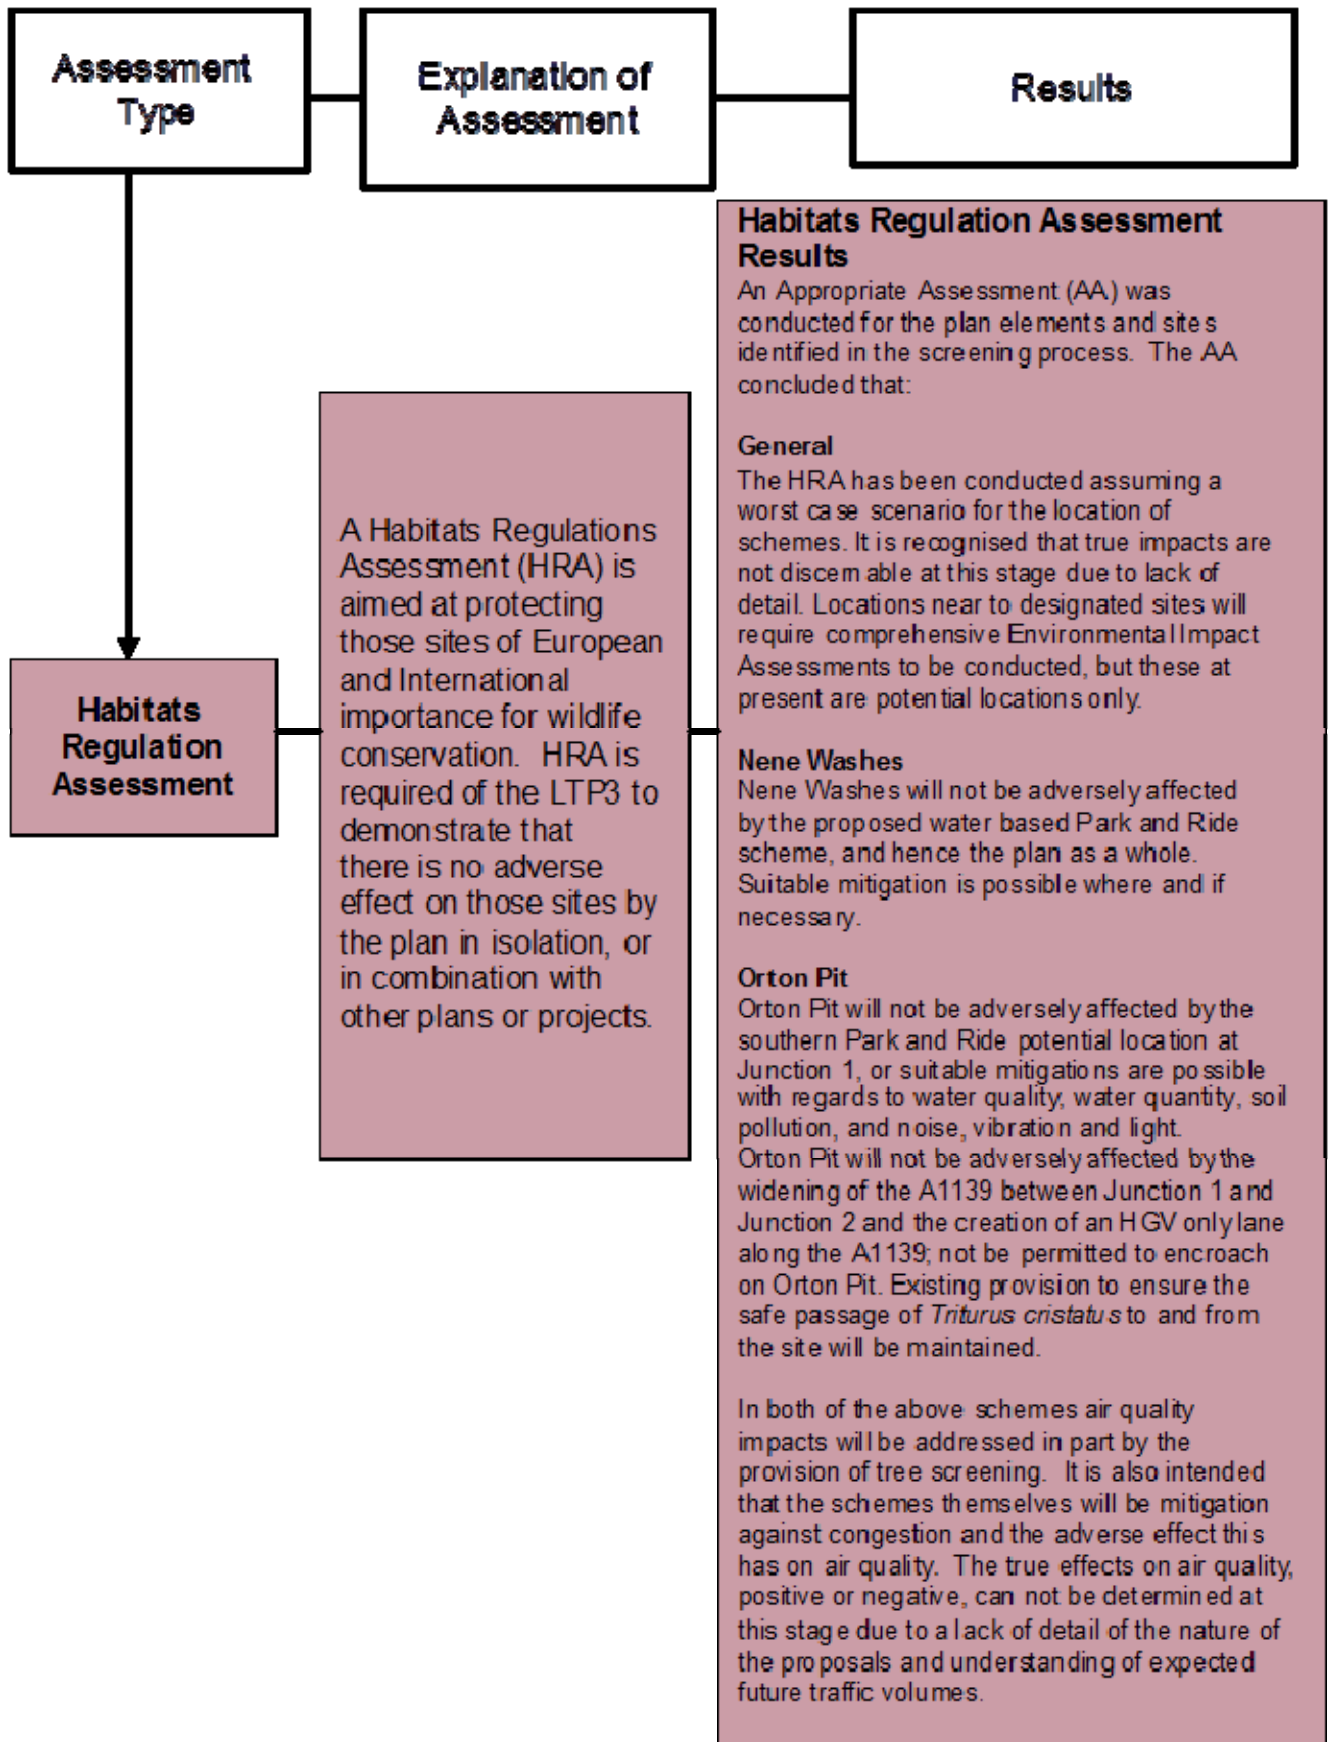 Assessment
Type
Explanation of
Assessment
Results
Habitats
Regulation
Assessment
A Habitats Regulations
Assessment (HRA) is
aimed at protecting
those sites of European
and International
importance for wildlife
conservation. HRA is
required of the LTP3 to
demonstrate that
there is no adverse
effect on those sites by
the plan in isolation, or
in combination with
other plans or projects.
Habitats Regulation Assessment
Results
An Appropriate Assessment (AA) was
conducted for the plan elements and sites
identified in the screening process. The AA
concluded that:
General
The HRA has been conducted assuming a
worst case scenario for the location of
schemes. It is recognised that true impacts are
not discernable at this stage due to lack of
detail. Locations near to designated sites will
require comprehensive Environmental Impact
Assessments to be conducted, but these at
present are potential locations only.
Nene Washes
Nene Washes will not be adversely affected
by the proposed water based Park and Ride
scheme, and hence the plan as a whole.
Suitable mitigation is possible where and if
necessary.
Orton Pit
Orton Pit will not be adversely affected by the
southern Park and Ride potential location at
Junction 1, or suitable mitigations are possible
with regards to water quality, water quantity, soil
pollution, and noise, vibration and light.
Orton Pit will not be adversely affected by the
widening of the A1139 between Junction 1 and
Junction 2 and the creation of an HGV only lane
along the A1139; not be permitted to encroach
on Orton Pit. Existing provision to ensure the
safe passage of Triturus cristatus to and from
the site will be maintained.
In both of the above schemes air quality
impacts will be addressed in part by the
provision of tree screening. It is also intended
that the schemes themselves will be mitigation
against congestion and the adverse effect this
has on air quality. The true effects on air quality,
positive or negative, can not be determined at
this stage due to a lack of detail of the nature of
the proposals and understanding of expected
future traffic volumes.